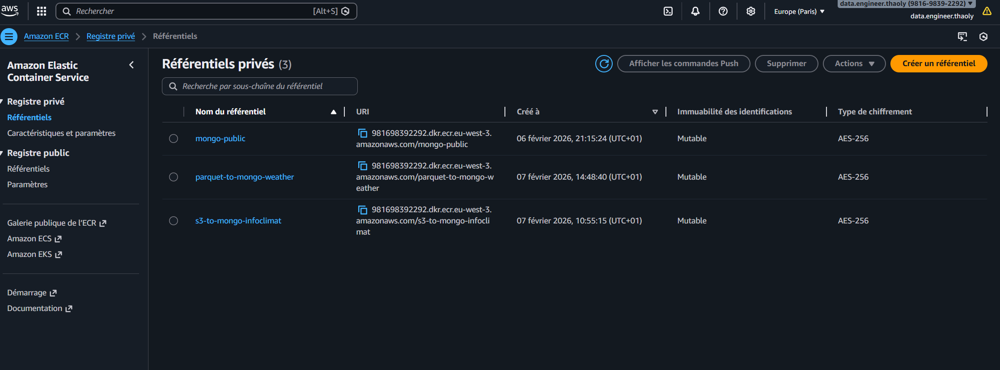 aws
Rechercher [Alt+S]
Europe (Paris)
data.engineer.thaoly (9816-9839-2292)
data.engineer.thaoly
Amazon ECR
Registre privé
Référentiels
Amazon Elastic
Container Service
Registre privé
Référentiels
Caractéristiques et paramètres
Registre public
Référentiels
Paramètres
Galerie publique de l'ECR
Amazon ECS
Amazon EKS
Démarrage
Documentation
Référentiels privés (3)
Afficher les commandes Push
Supprimer
Actions
Créer un référentiel
Recherche par sous-chaîne du référentiel
Nom du référentiel
URI
Créé à
Immuabilité des identifications
Type de chiffrement
mongo-public
981698392292.dkr.ecr.eu-west-3.
amazonaws.com/mongo-public
06 février 2026, 21:15:24 (UTC+01)
Mutable
AES-256
parquet-to-mongo-weather
981698392292.dkr.ecr.eu-west-3.
amazonaws.com/parquet-to-mongo-w
eather
07 février 2026, 14:48:40 (UTC+01)
Mutable
AES-256
s3-to-mongo-infoclimat
981698392292.dkr.ecr.eu-west-3.
amazonaws.com/s3-to-mongo-infocli
mat
07 février 2026, 10:55:15 (UTC+01)
Mutable
AES-256